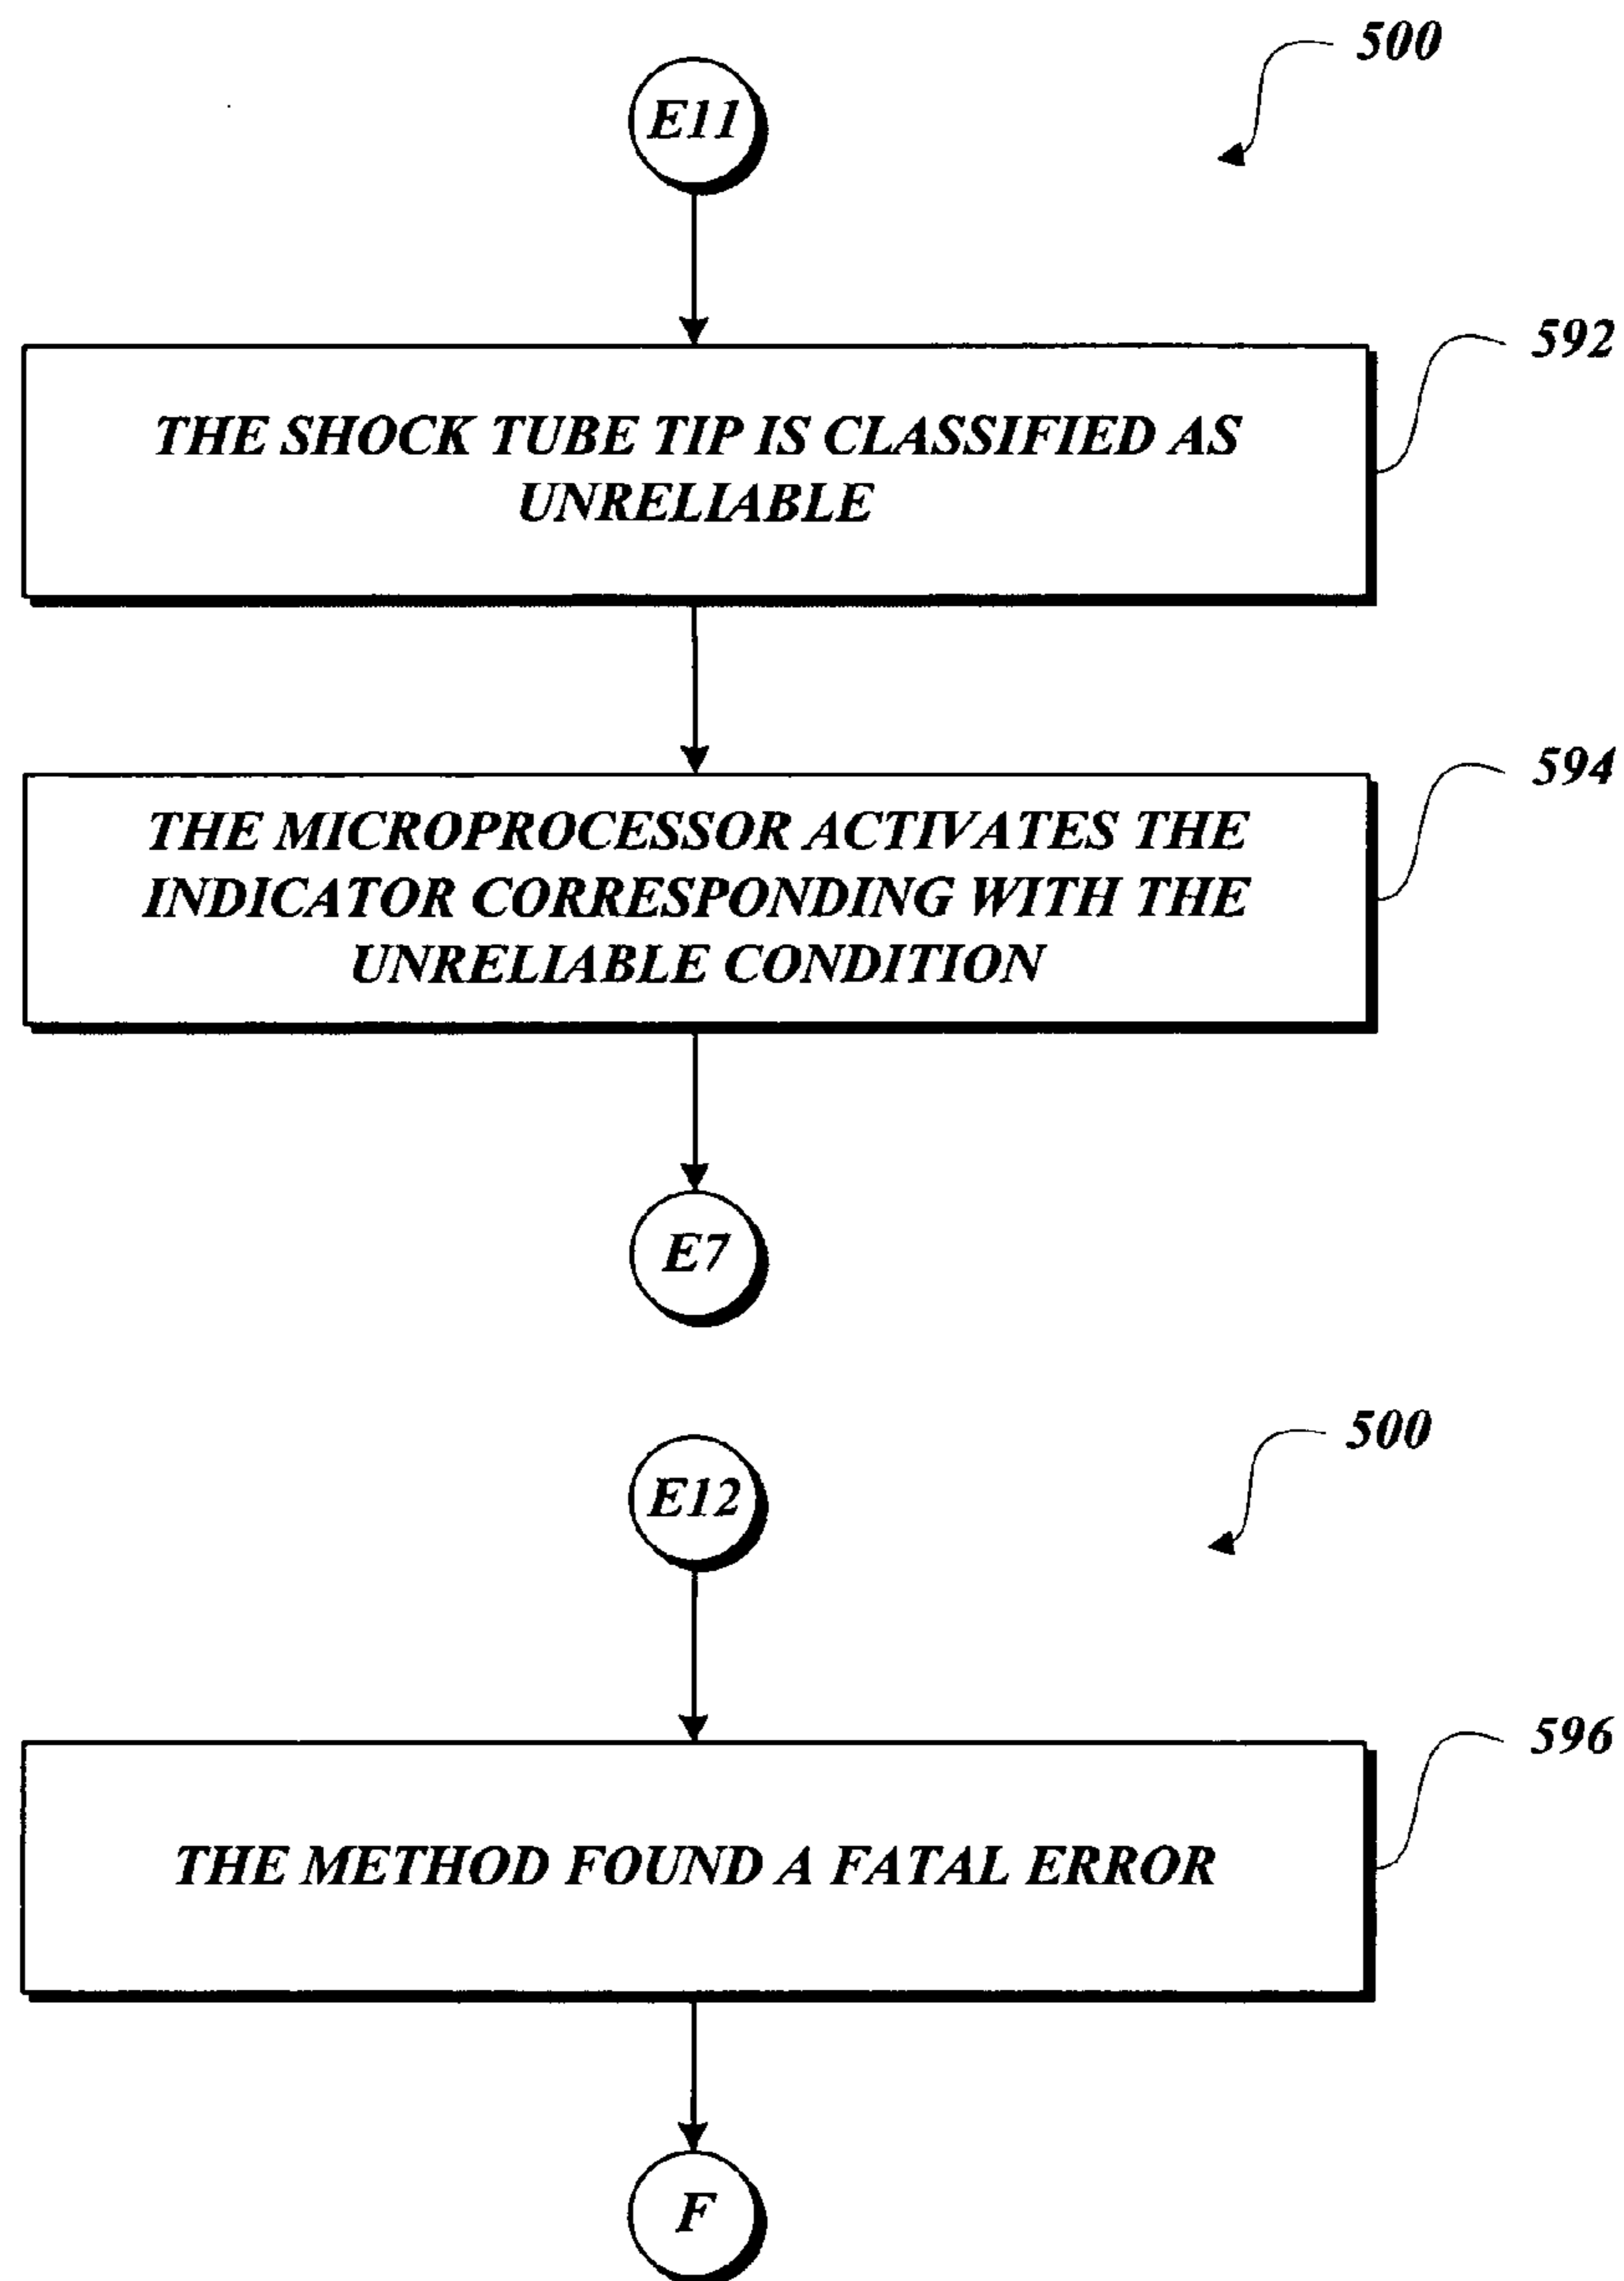 500
E11
592
THE SHOCK TUBE TIP IS CLASSIFIED AS
UNRELIABLE
594
THE MICROPROCESSOR ACTIVATES THE
INDICATOR CORRESPONDING WITH THE
UNRELIABLE CONDITION
E7
500
E12
596
THE METHOD FOUND A FATAL ERROR
F